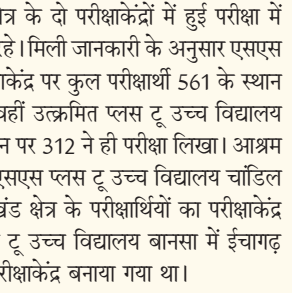 त्र के दो परीक्षाकेंद्रों में हुई परीक्षा में
रहे। मिली जानकारी के अनुसार एसएस
ाकेंद्र पर कुल परीक्षार्थी 561 के स्थान
वहीं उत्क्रमित प्लस टू उच्च विद्यालय
न पर 312 ने ही परीक्षा लिखा। आश्रम
एसएस प्लस टू उच्च विद्यालय चांडिल
खंड क्षेत्र के परीक्षार्थियों का परीक्षाकेंद्र
टू उच्च विद्यालय बानसा में ईचागढ़
रीक्षाकेंद्र बनाया गया था।